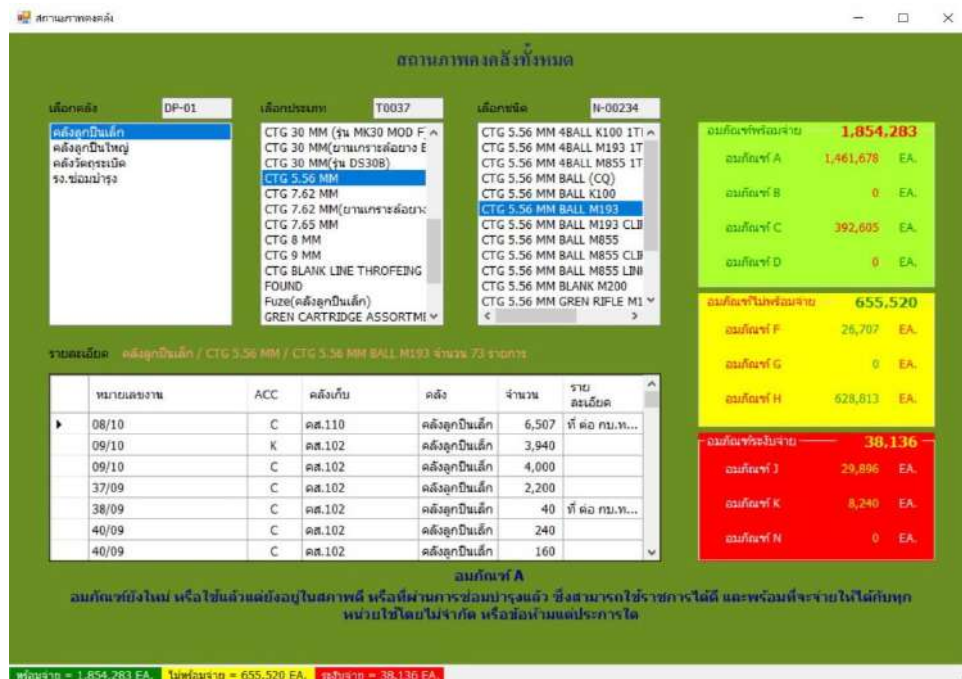 สถานะภาพคงคลัง
สถานภาพคงคลังทั้งหมด
เลือกคลัง DP-01
เลือกประเภท T0037
เลือกชนิด N-00234
คลังลูกปืนเล็ก
คลังลูกปืนใหญ่
คลังวัตถุระเบิด
รง.ซ่อมบำรุง
CTG 30 MM (รุ่น MK30 MOD F)
CTG 30 MM(ยานเกราะล้อยาง E
CTG 30 MM(รุ่น DS30B)
CTG 5.56 MM
CTG 7.62 MM
CTG 7.62 MM(ยานเกราะล้อยาง
CTG 7.65 MM
CTG 8 MM
CTG 9 MM
CTG BLANK LINE THROFEING
FOUND
Fuze(คลังลูกปืนเล็ก)
GREN CARTRIDGE ASSORTME
CTG 5.56 MM 4BALL K100 1T
CTG 5.56 MM 4BALL M193 1T
CTG 5.56 MM 4BALL M855 1T
CTG 5.56 MM BALL (CQ)
CTG 5.56 MM BALL K100
CTG 5.56 MM BALL M193
CTG 5.56 MM BALL M193 CLIP
CTG 5.56 MM BALL M855
CTG 5.56 MM BALL M855 CLIP
CTG 5.56 MM BALL M855 LINK
CTG 5.56 MM BLANK M200
CTG 5.56 MM GREN RIFLE M1
อมภัณฑ์พร้อมจ่าย 1,854,283
อมภัณฑ์ A 1,461,678 EA.
อมภัณฑ์ B 0 EA.
อมภัณฑ์ C 392,605 EA.
อมภัณฑ์ D 0 EA.
อมภัณฑ์ไม่พร้อมจ่าย 655,520
อมภัณฑ์ F 26,707 EA.
อมภัณฑ์ G 0 EA.
อมภัณฑ์ H 628,813 EA.
อมภัณฑ์ระงับจ่าย 38,136
อมภัณฑ์ J 29,896 EA.
อมภัณฑ์ K 8,240 EA.
อมภัณฑ์ N 0 EA.
รายละเอียด คลังลูกปืนเล็ก / CTG 5.56 MM / CTG 5.56 MM BALL M193 จำนวน 73 รายการ
หมายเลขงาน ACC คลังเก็บ คลัง จำนวน ราย
ละเอียด
08/10 C คส.110 คลังลูกปืนเล็ก 6,507 ที่ ต่อ กบ.ท...
09/10 K คส.102 คลังลูกปืนเล็ก 3,940
09/10 C คส.102 คลังลูกปืนเล็ก 4,000
37/09 C คส.102 คลังลูกปืนเล็ก 2,200
38/09 C คส.102 คลังลูกปืนเล็ก 40 ที่ ต่อ กบ.ท...
40/09 C คส.102 คลังลูกปืนเล็ก 240
40/09 C คส.102 คลังลูกปืนเล็ก 160
อมภัณฑ์ A
อมภัณฑ์ยังใหม่ หรือใช้แล้วแต่ยังอยู่ในสภาพดี หรือที่ผ่านการซ่อมบำรุงแล้ว ซึ่งสามารถใช้ราชการได้ดี และพร้อมที่จะจ่ายให้ได้กับทุก
หน่วยใช้โดยไม่จำกัด หรือข้อห้ามแต่ประการใด
พร้อมจ่าย = 1,854,283 EA. ไม่พร้อมจ่าย = 655,520 EA. ระงับจ่าย = 38,136 EA.